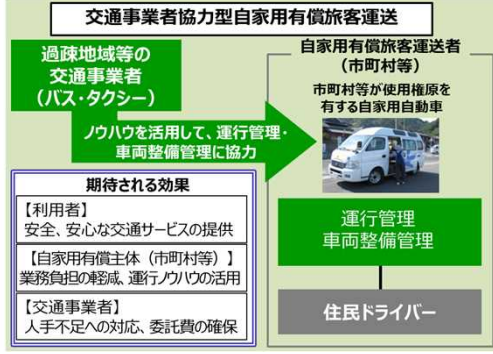 交通事業者協力型自家用有償旅客運送
過疎地域等の
交通事業者
（バス・タクシー）
ノウハウを活用して、運行管理・
車両整備管理に協力
期待される効果
【利用者】
安全、安心な交通サービスの提供
【自家用有償主体（市町村等）】
業務負担の軽減、運行ノウハウの活用
【交通事業者】
人手不足への対応、委託費の確保
自家用有償旅客運送者
（市町村等）
市町村等が使用権原を
有する自家用自動車
運行管理
車両整備管理
住民ドライバー